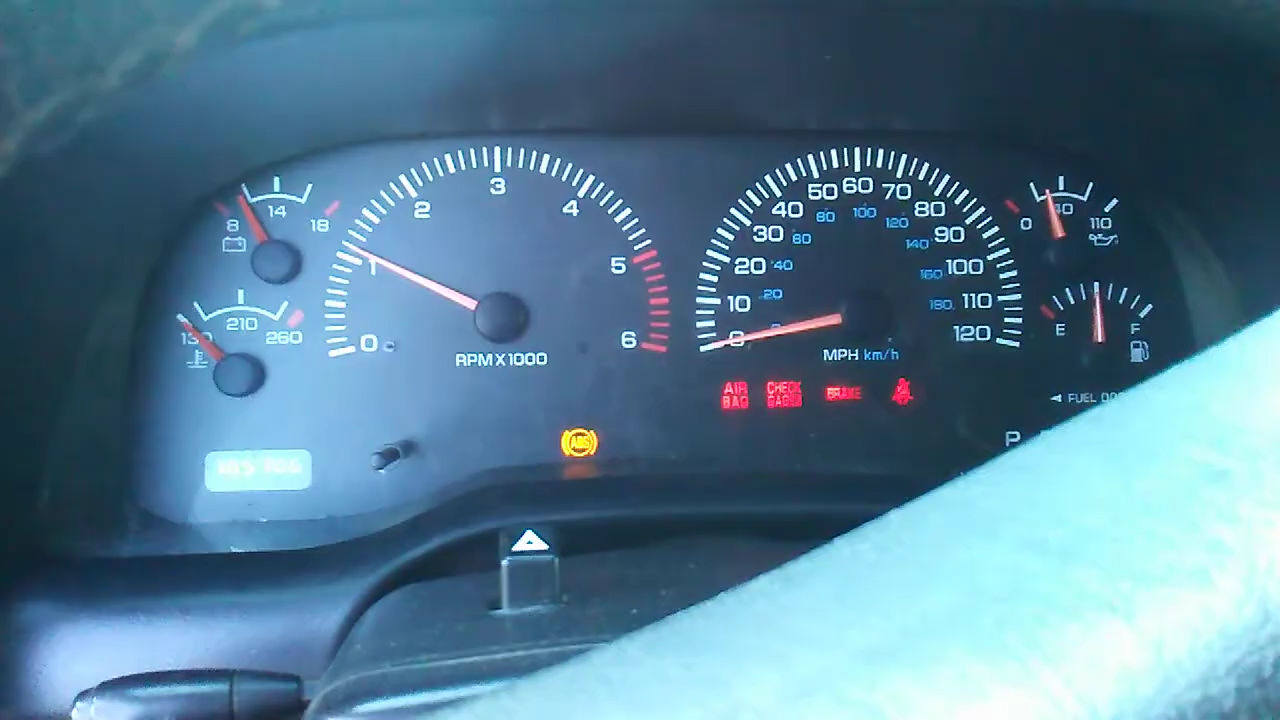 8 14 18
130 210 260
0 1 2 3 4 5 6
RPM X 1000
0 10 20 30 40 50 60 70 80 90 100 110 120
20 40 60 80 100 120 140 160 180
MPH km/h
0 40 110
E F
AIR BAG
CHECK GAGES
BRAKE
ABS
◄ FUEL
P